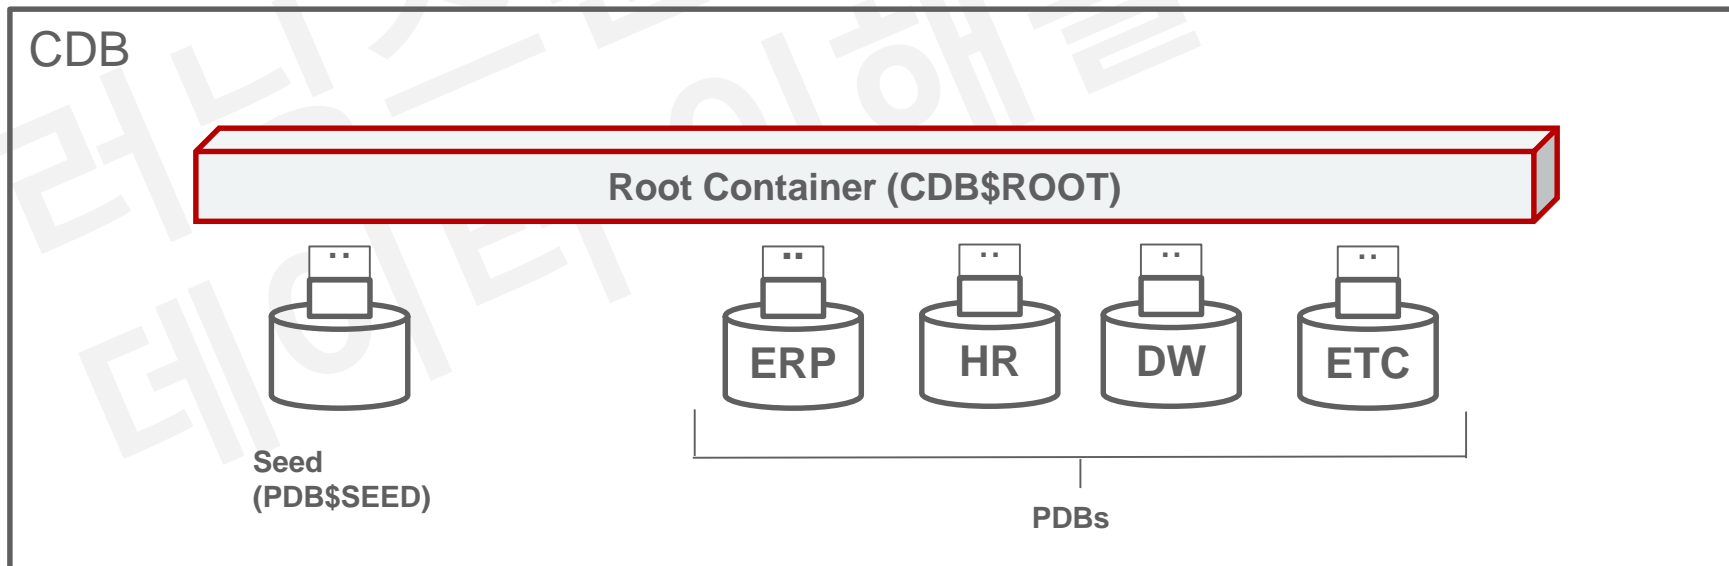 CDB
Root Container (CDB$ROOT)
ERP
HR
DW
ETC
Seed
(PDB$SEED)
PDBs